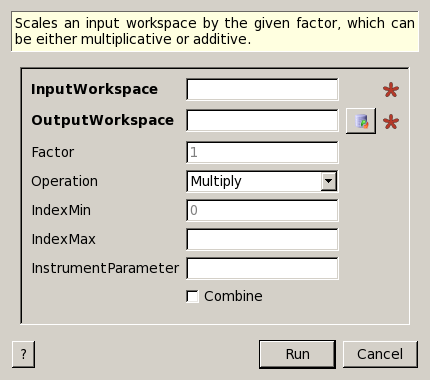 Scales an input workspace by the given factor, which can
be either multiplicative or additive.
InputWorkspace
OutputWorkspace
Factor 1
Operation Multiply
IndexMin 0
IndexMax
InstrumentParameter
Combine
? Run Cancel